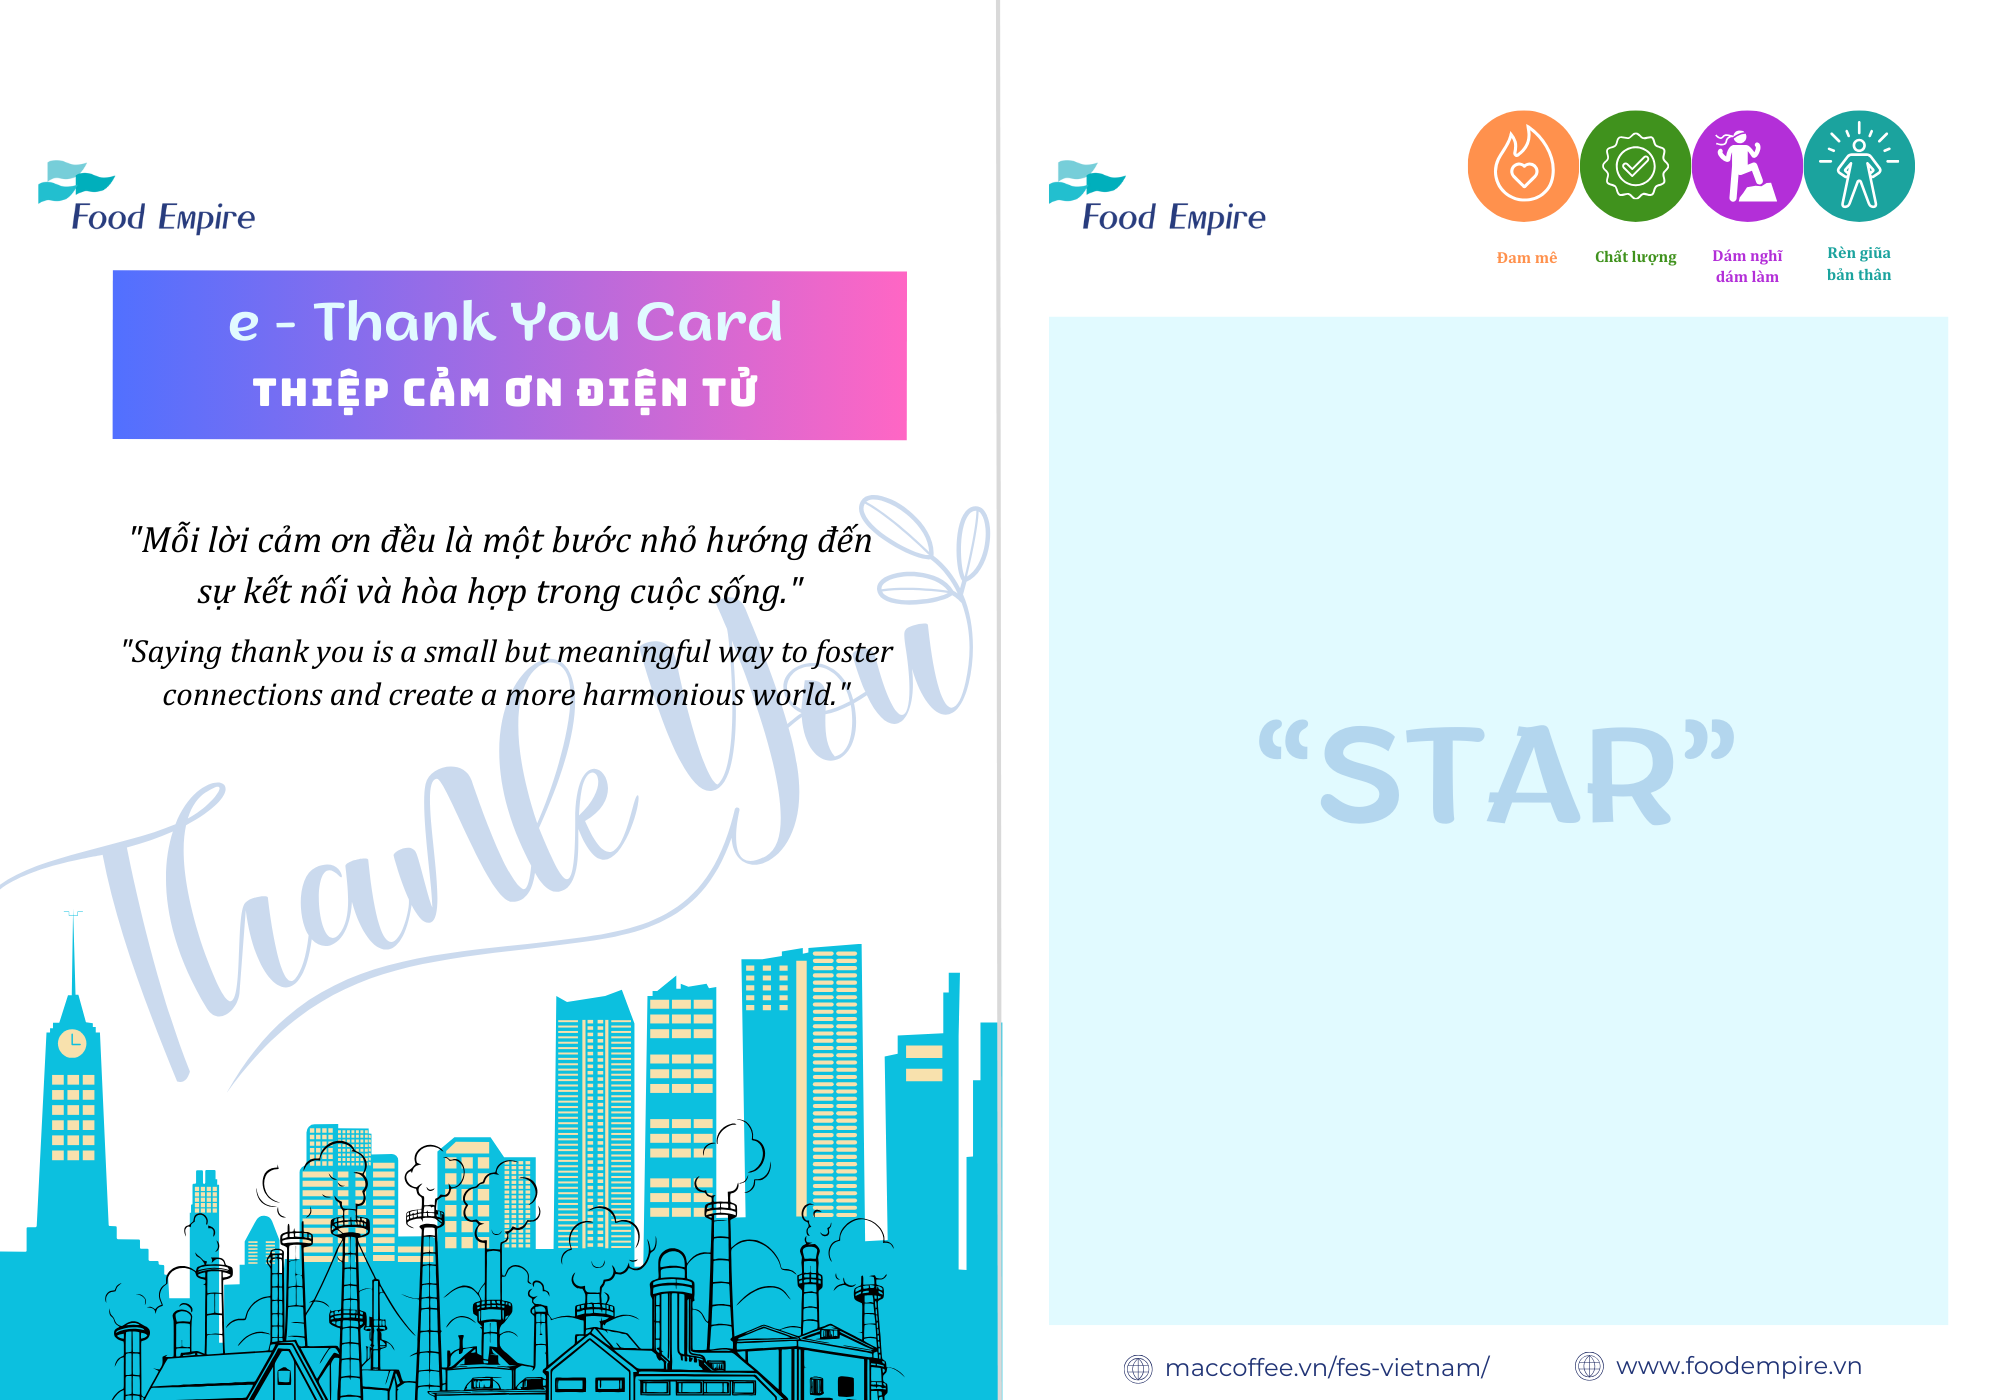 Food Empire
e - Thank You Card
THIỆP CẢM ƠN ĐIỆN TỬ
"Mỗi lời cảm ơn đều là một bước nhỏ hướng đến
sự kết nối và hòa hợp trong cuộc sống."
"Saying thank you is a small but meaningful way to foster
connections and create a more harmonious world."
Thank You
Food Empire
Đam mê
Chất lượng
Dám nghĩ
dám làm
Rèn giũa
bản thân
“STAR”
maccoffee.vn/fes-vietnam/
www.foodempire.vn